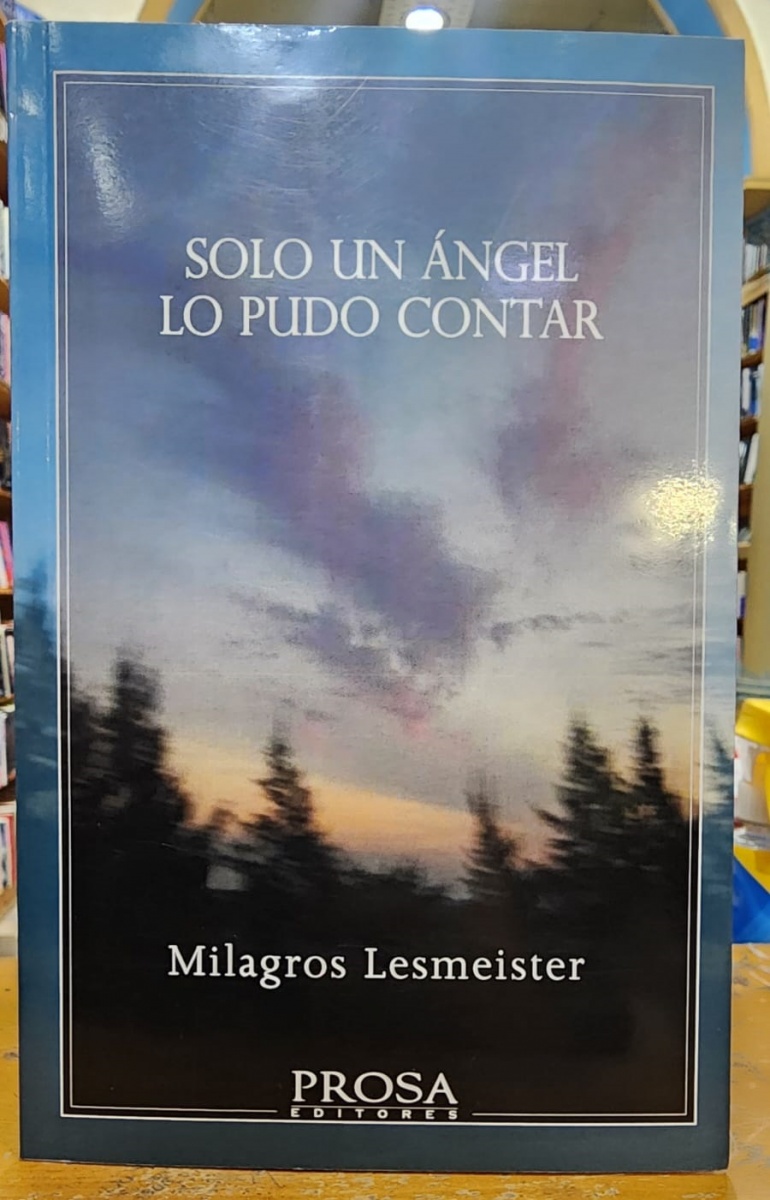 SOLO UN ÁNGEL
LO PUDO CONTAR
Milagros Lesmeister
PROSA
EDITORES